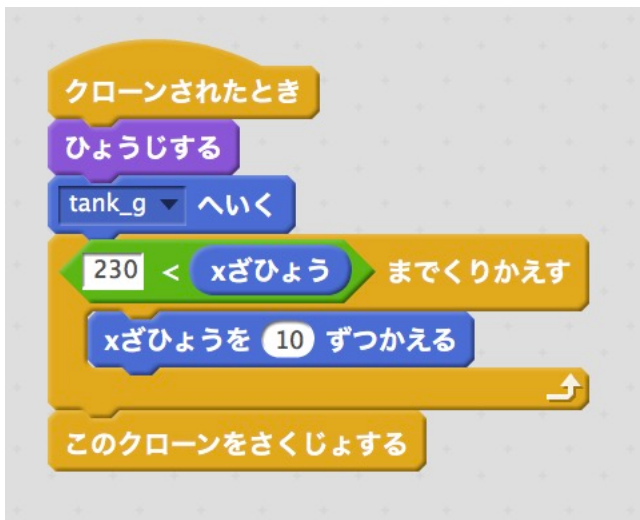 クローンされたとき
ひょうじする
tank_g へいく
230 < xざひょう までくりかえす
xざひょうを 10 ずつかえる
このクローンをさくじょする